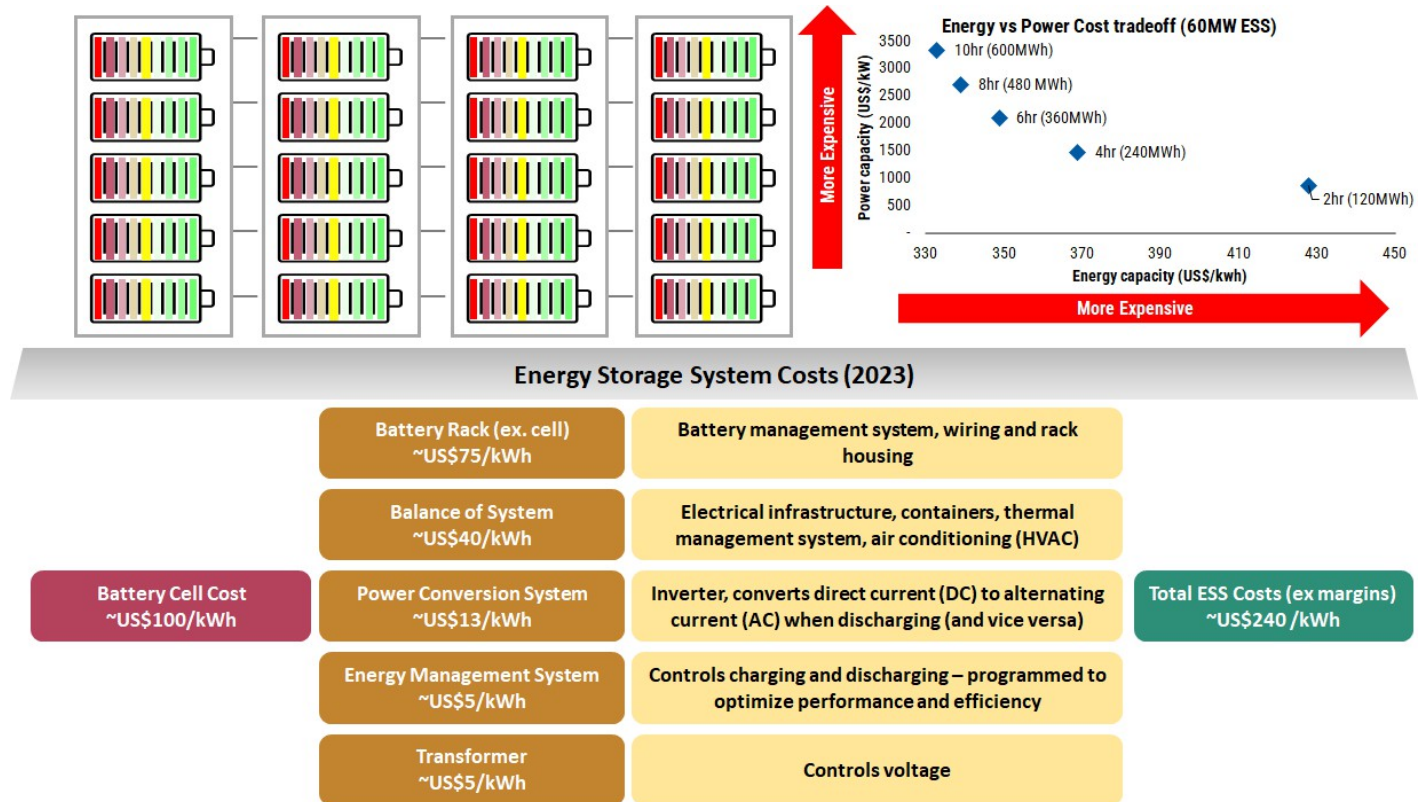 Energy vs Power Cost tradeoff (60MW ESS)
More Expensive
Power capacity (US$/kW)
3500
3000
2500
2000
1500
1000
500
-
10hr (600MWh)
8hr (480 MWh)
6hr (360MWh)
4hr (240MWh)
2hr (120MWh)
330 350 370 390 410 430 450
Energy capacity (US$/kwh)
More Expensive
Energy Storage System Costs (2023)
Battery Rack (ex. cell)
~US$75/kWh
Battery management system, wiring and rack
housing
Balance of System
~US$40/kWh
Electrical infrastructure, containers, thermal
management system, air conditioning (HVAC)
Battery Cell Cost
~US$100/kWh
Power Conversion System
~US$13/kWh
Inverter, converts direct current (DC) to alternating
current (AC) when discharging (and vice versa)
Total ESS Costs (ex margins)
~US$240 /kWh
Energy Management System
~US$5/kWh
Controls charging and discharging – programmed to
optimize performance and efficiency
Transformer
~US$5/kWh
Controls voltage